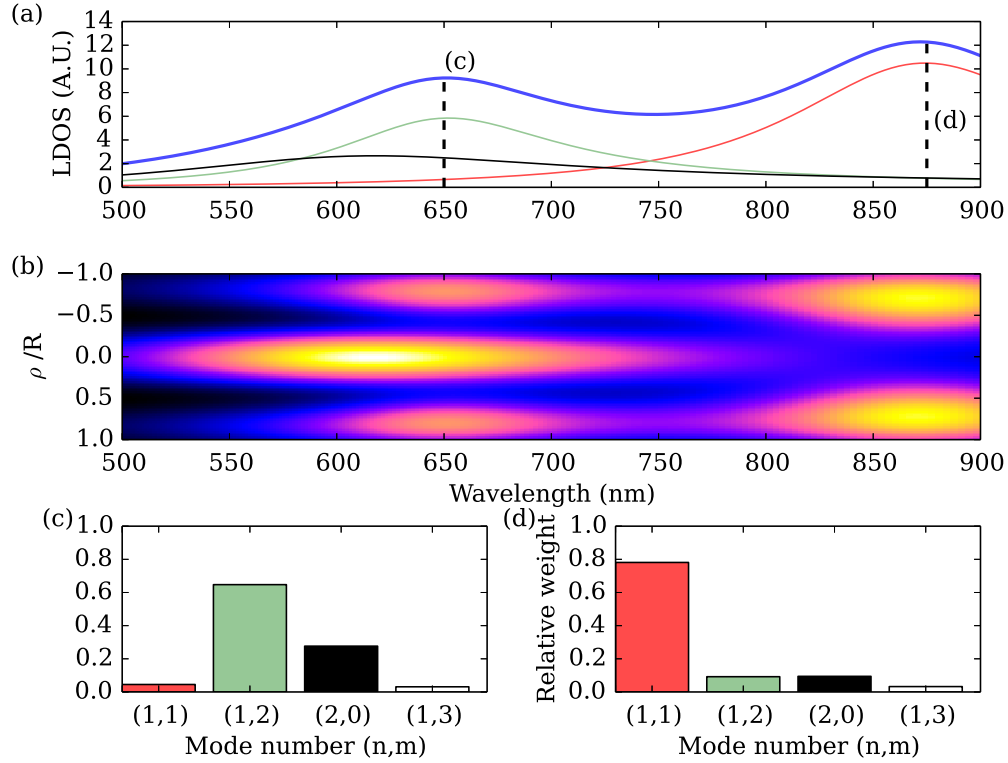 (a)
LDOS (A.U.)
14
12
10
8
6
4
2
0
(c)
(d)
500 550 600 650 700 750 800 850 900
(b)
ρ /R
−1.0
−0.5
0.0
0.5
1.0
500 550 600 650 700 750 800 850 900
Wavelength (nm)
(c)
1.0
0.8
0.6
0.4
0.2
0.0
(1,1) (1,2) (2,0) (1,3)
Mode number (n,m)
(d)
Relative weight
1.0
0.8
0.6
0.4
0.2
0.0
(1,1) (1,2) (2,0) (1,3)
Mode number (n,m)